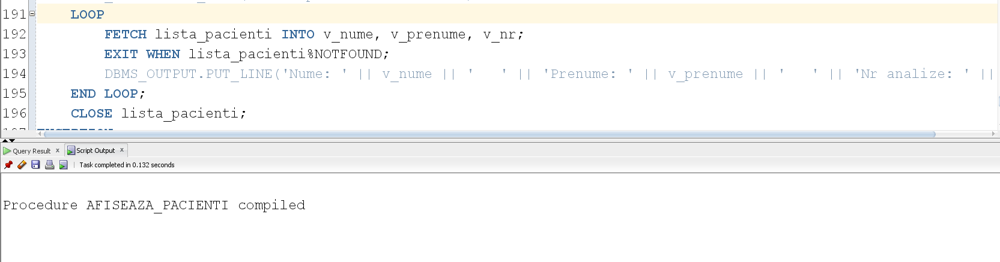 191 LOOP
192 FETCH lista_pacienti INTO v_nume, v_prenume, v_nr;
193 EXIT WHEN lista_pacienti%NOTFOUND;
194 DBMS_OUTPUT.PUT_LINE('Nume: ' || v_nume || '   ' || 'Prenume: ' || v_prenume || '   ' || 'Nr analize: ' ||
195 END LOOP;
196 CLOSE lista_pacienti;
Query Result x Script Output x
Task completed in 0.132 seconds
Procedure AFISEAZA_PACIENTI compiled